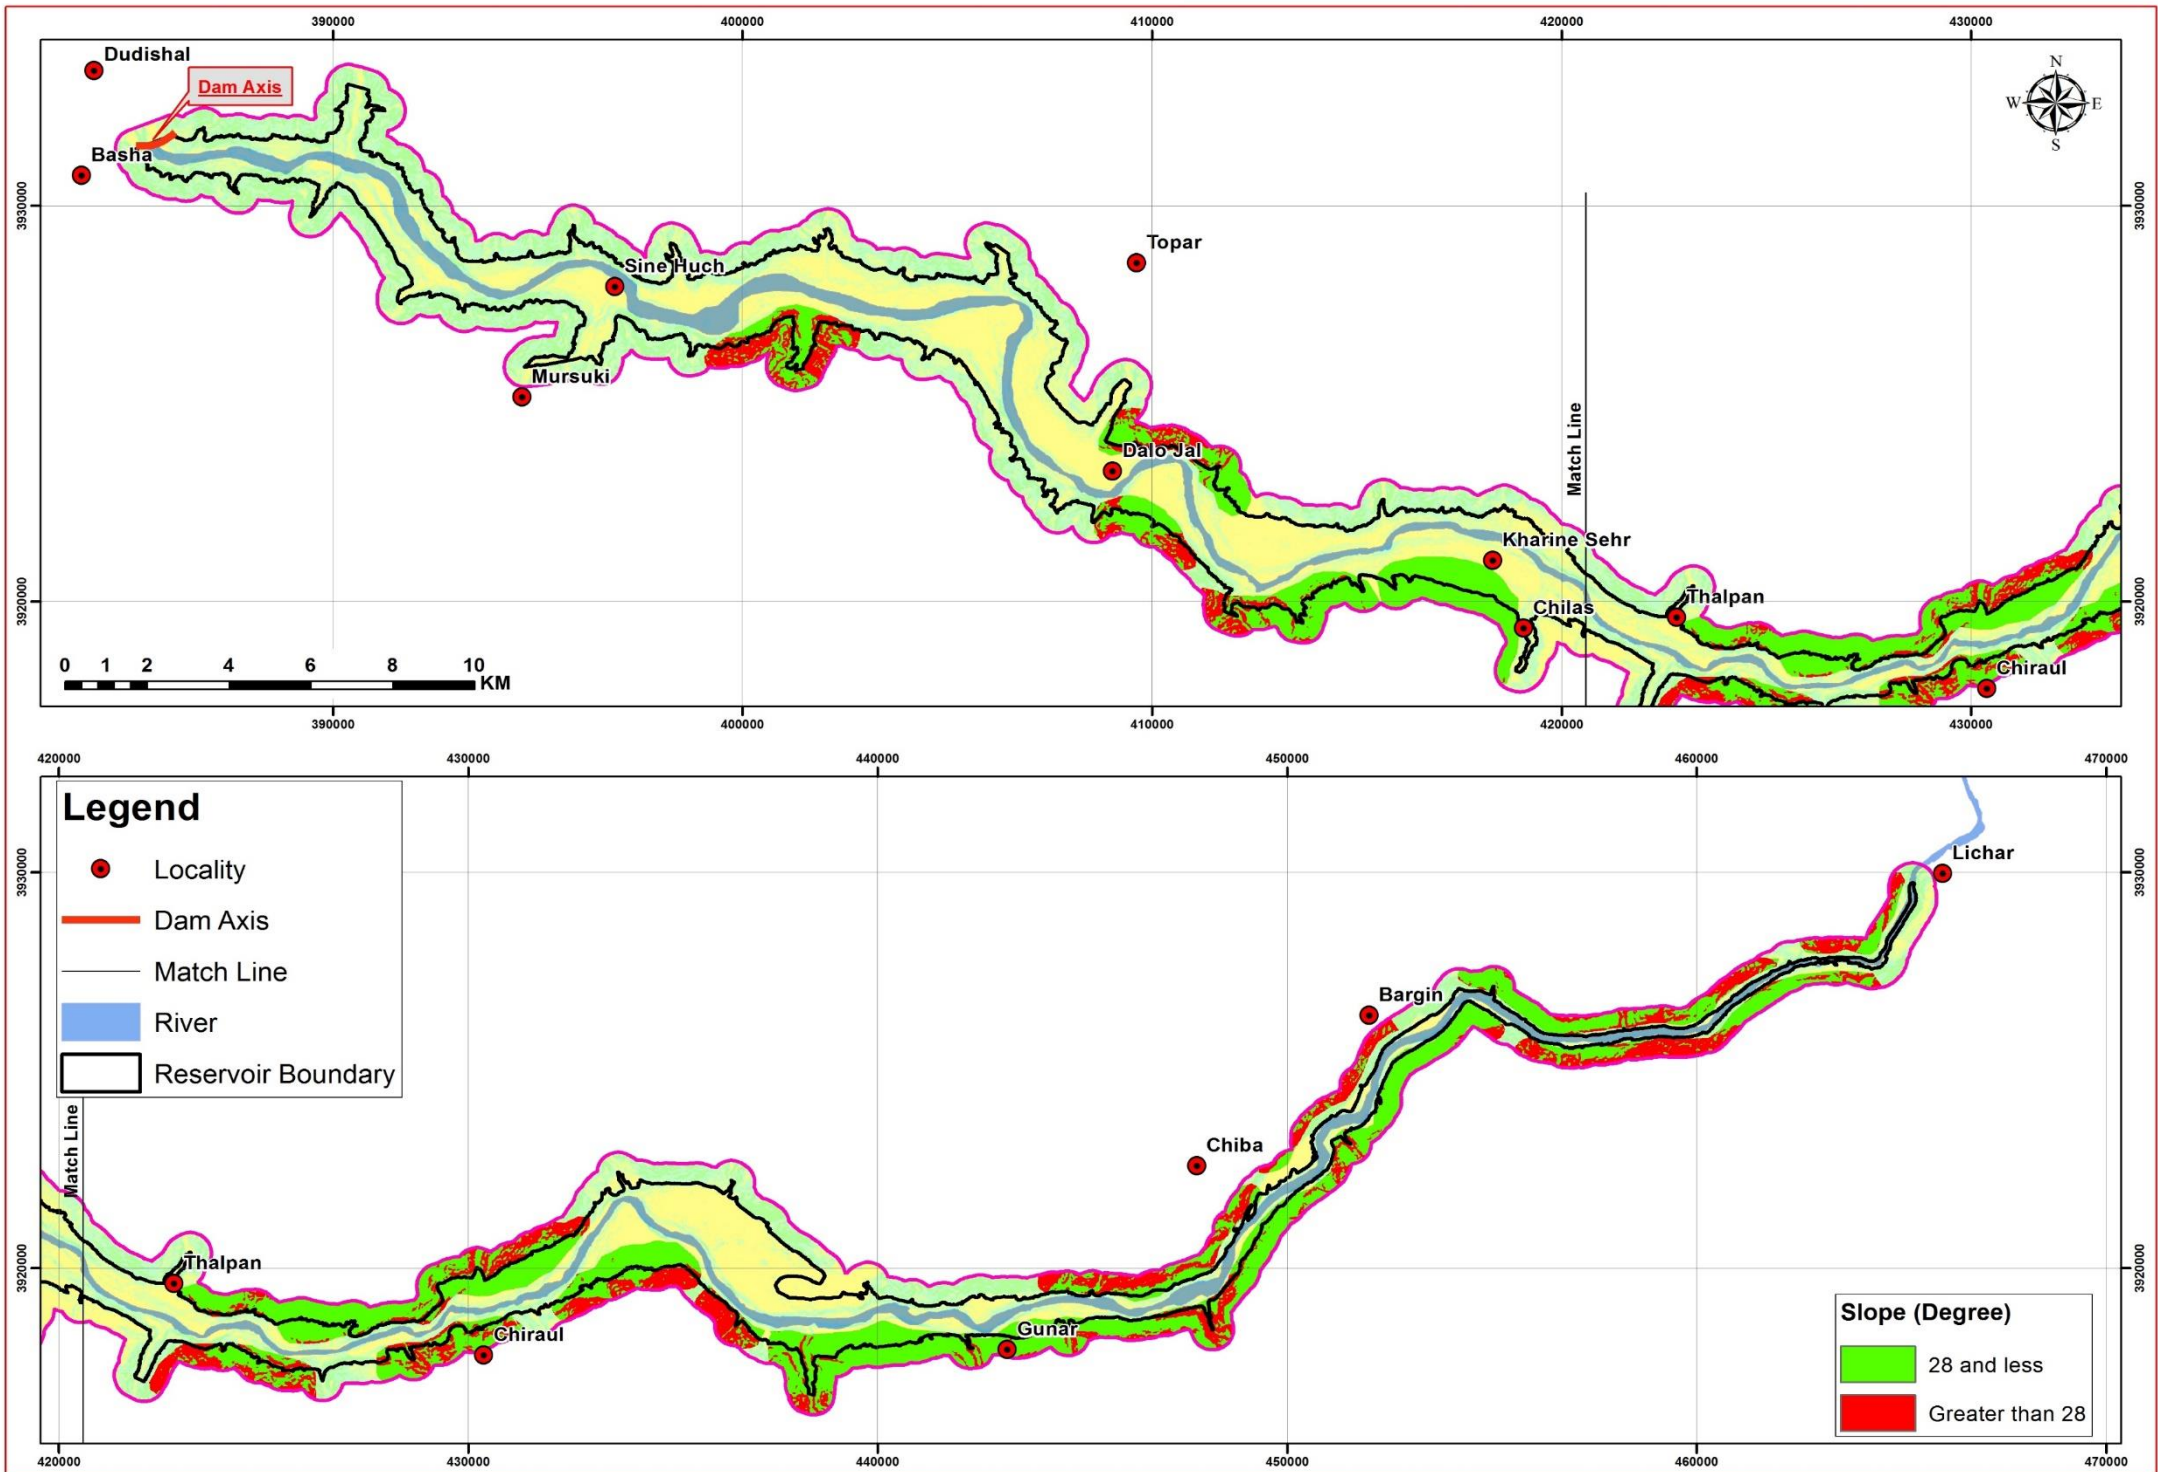 390000
400000
410000
420000
430000
Dudishal
Dam Axis
N
W
E
S
Basha
3930000
3930000
Topar
Sine Huch
Mursuki
Match Line
Dalo Jal
Kharine Sehr
3920000
Thalpan
3920000
Chilas
0 1 2 4 6 8 10
KM
Chiraul
390000
400000
410000
420000
430000
420000
430000
440000
450000
460000
470000
Legend
Locality
Dam Axis
Match Line
River
Reservoir Boundary
Lichar
3930000
3930000
Bargin
Match Line
Chiba
Thalpan
3920000
3920000
Chiraul
Gunar
Slope (Degree)
28 and less
Greater than 28
420000
430000
440000
450000
460000
470000